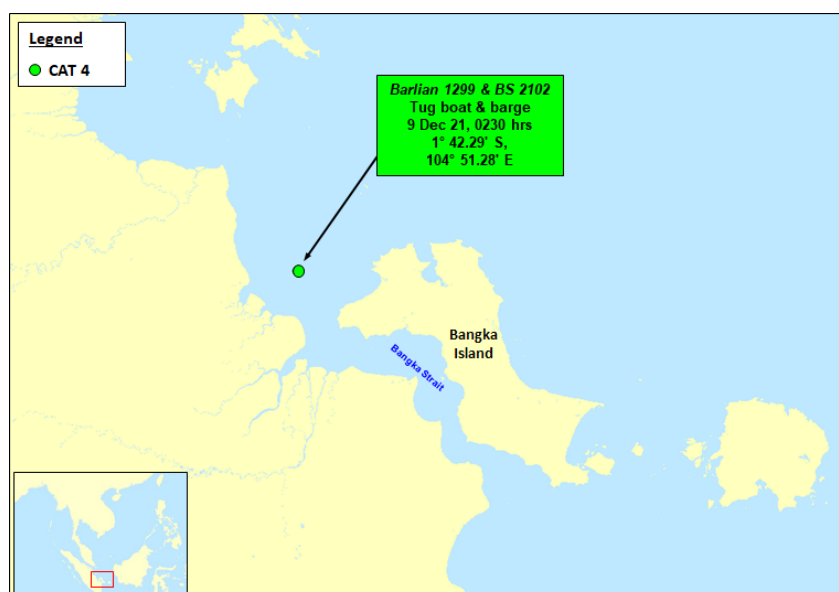 Legend
CAT 4
Barlian 1299 & BS 2102
Tug boat & barge
9 Dec 21, 0230 hrs
1° 42.29' S,
104° 51.28' E
Bangka
Island
Bangka Strait